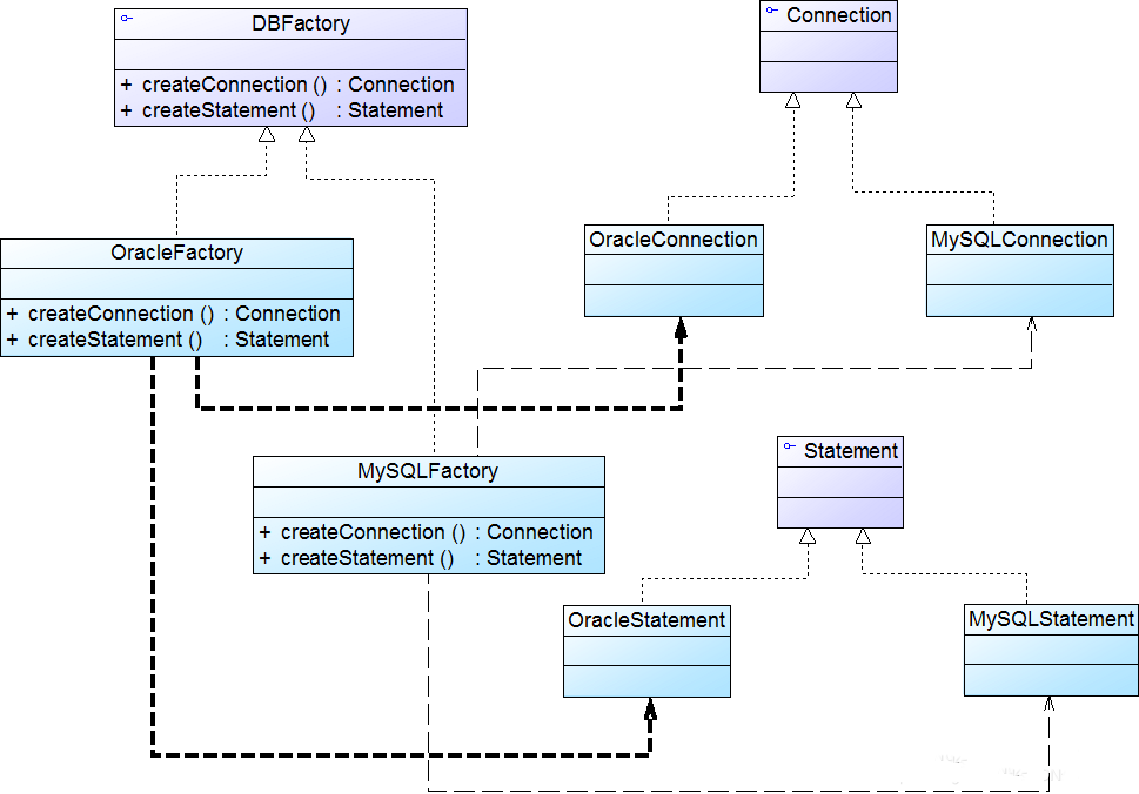 DBFactory
+ createConnection () : Connection
+ createStatement () : Statement
Connection
OracleFactory
+ createConnection () : Connection
+ createStatement () : Statement
OracleConnection
MySQLConnection
MySQLFactory
+ createConnection () : Connection
+ createStatement () : Statement
Statement
OracleStatement
MySQLStatement